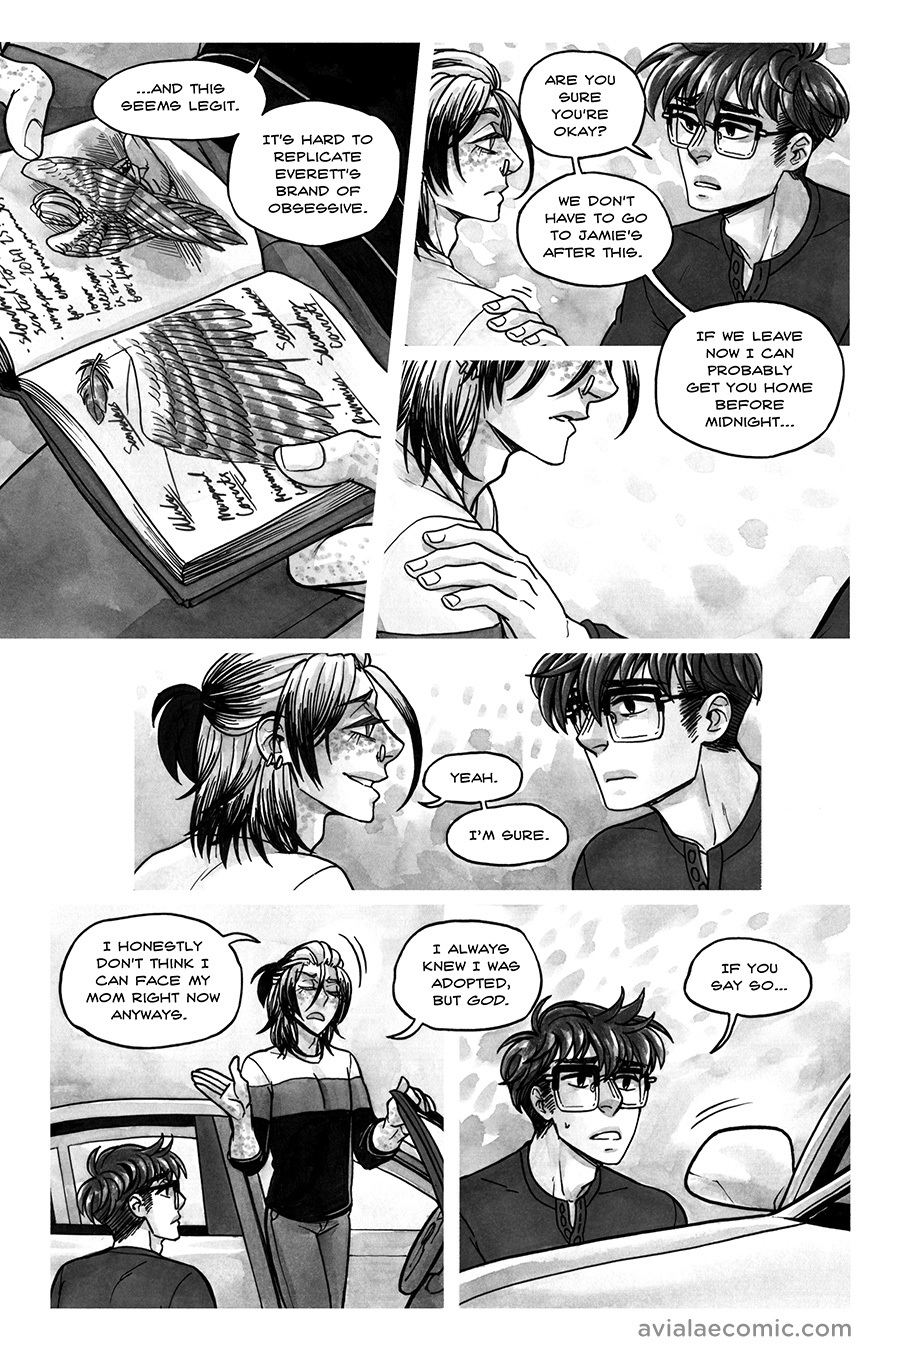 ...AND THIS
SEEMS LEGIT.
IT'S HARD TO
REPLICATE
EVERETT'S
BRAND OF
OBSESSIVE.
ARE YOU
SURE
YOU'RE
OKAY?
WE DON'T
HAVE TO GO
TO JAMIE'S
AFTER THIS.
IF WE LEAVE
NOW I CAN
PROBABLY
GET YOU HOME
BEFORE
MIDNIGHT...
YEAH.
I'M SURE.
I HONESTLY
DON'T THINK I
CAN FACE MY
MOM RIGHT NOW
ANYWAYS.
I ALWAYS
KNEW I WAS
ADOPTED,
BUT GOD.
IF YOU
SAY SO...
avialaecomic.com